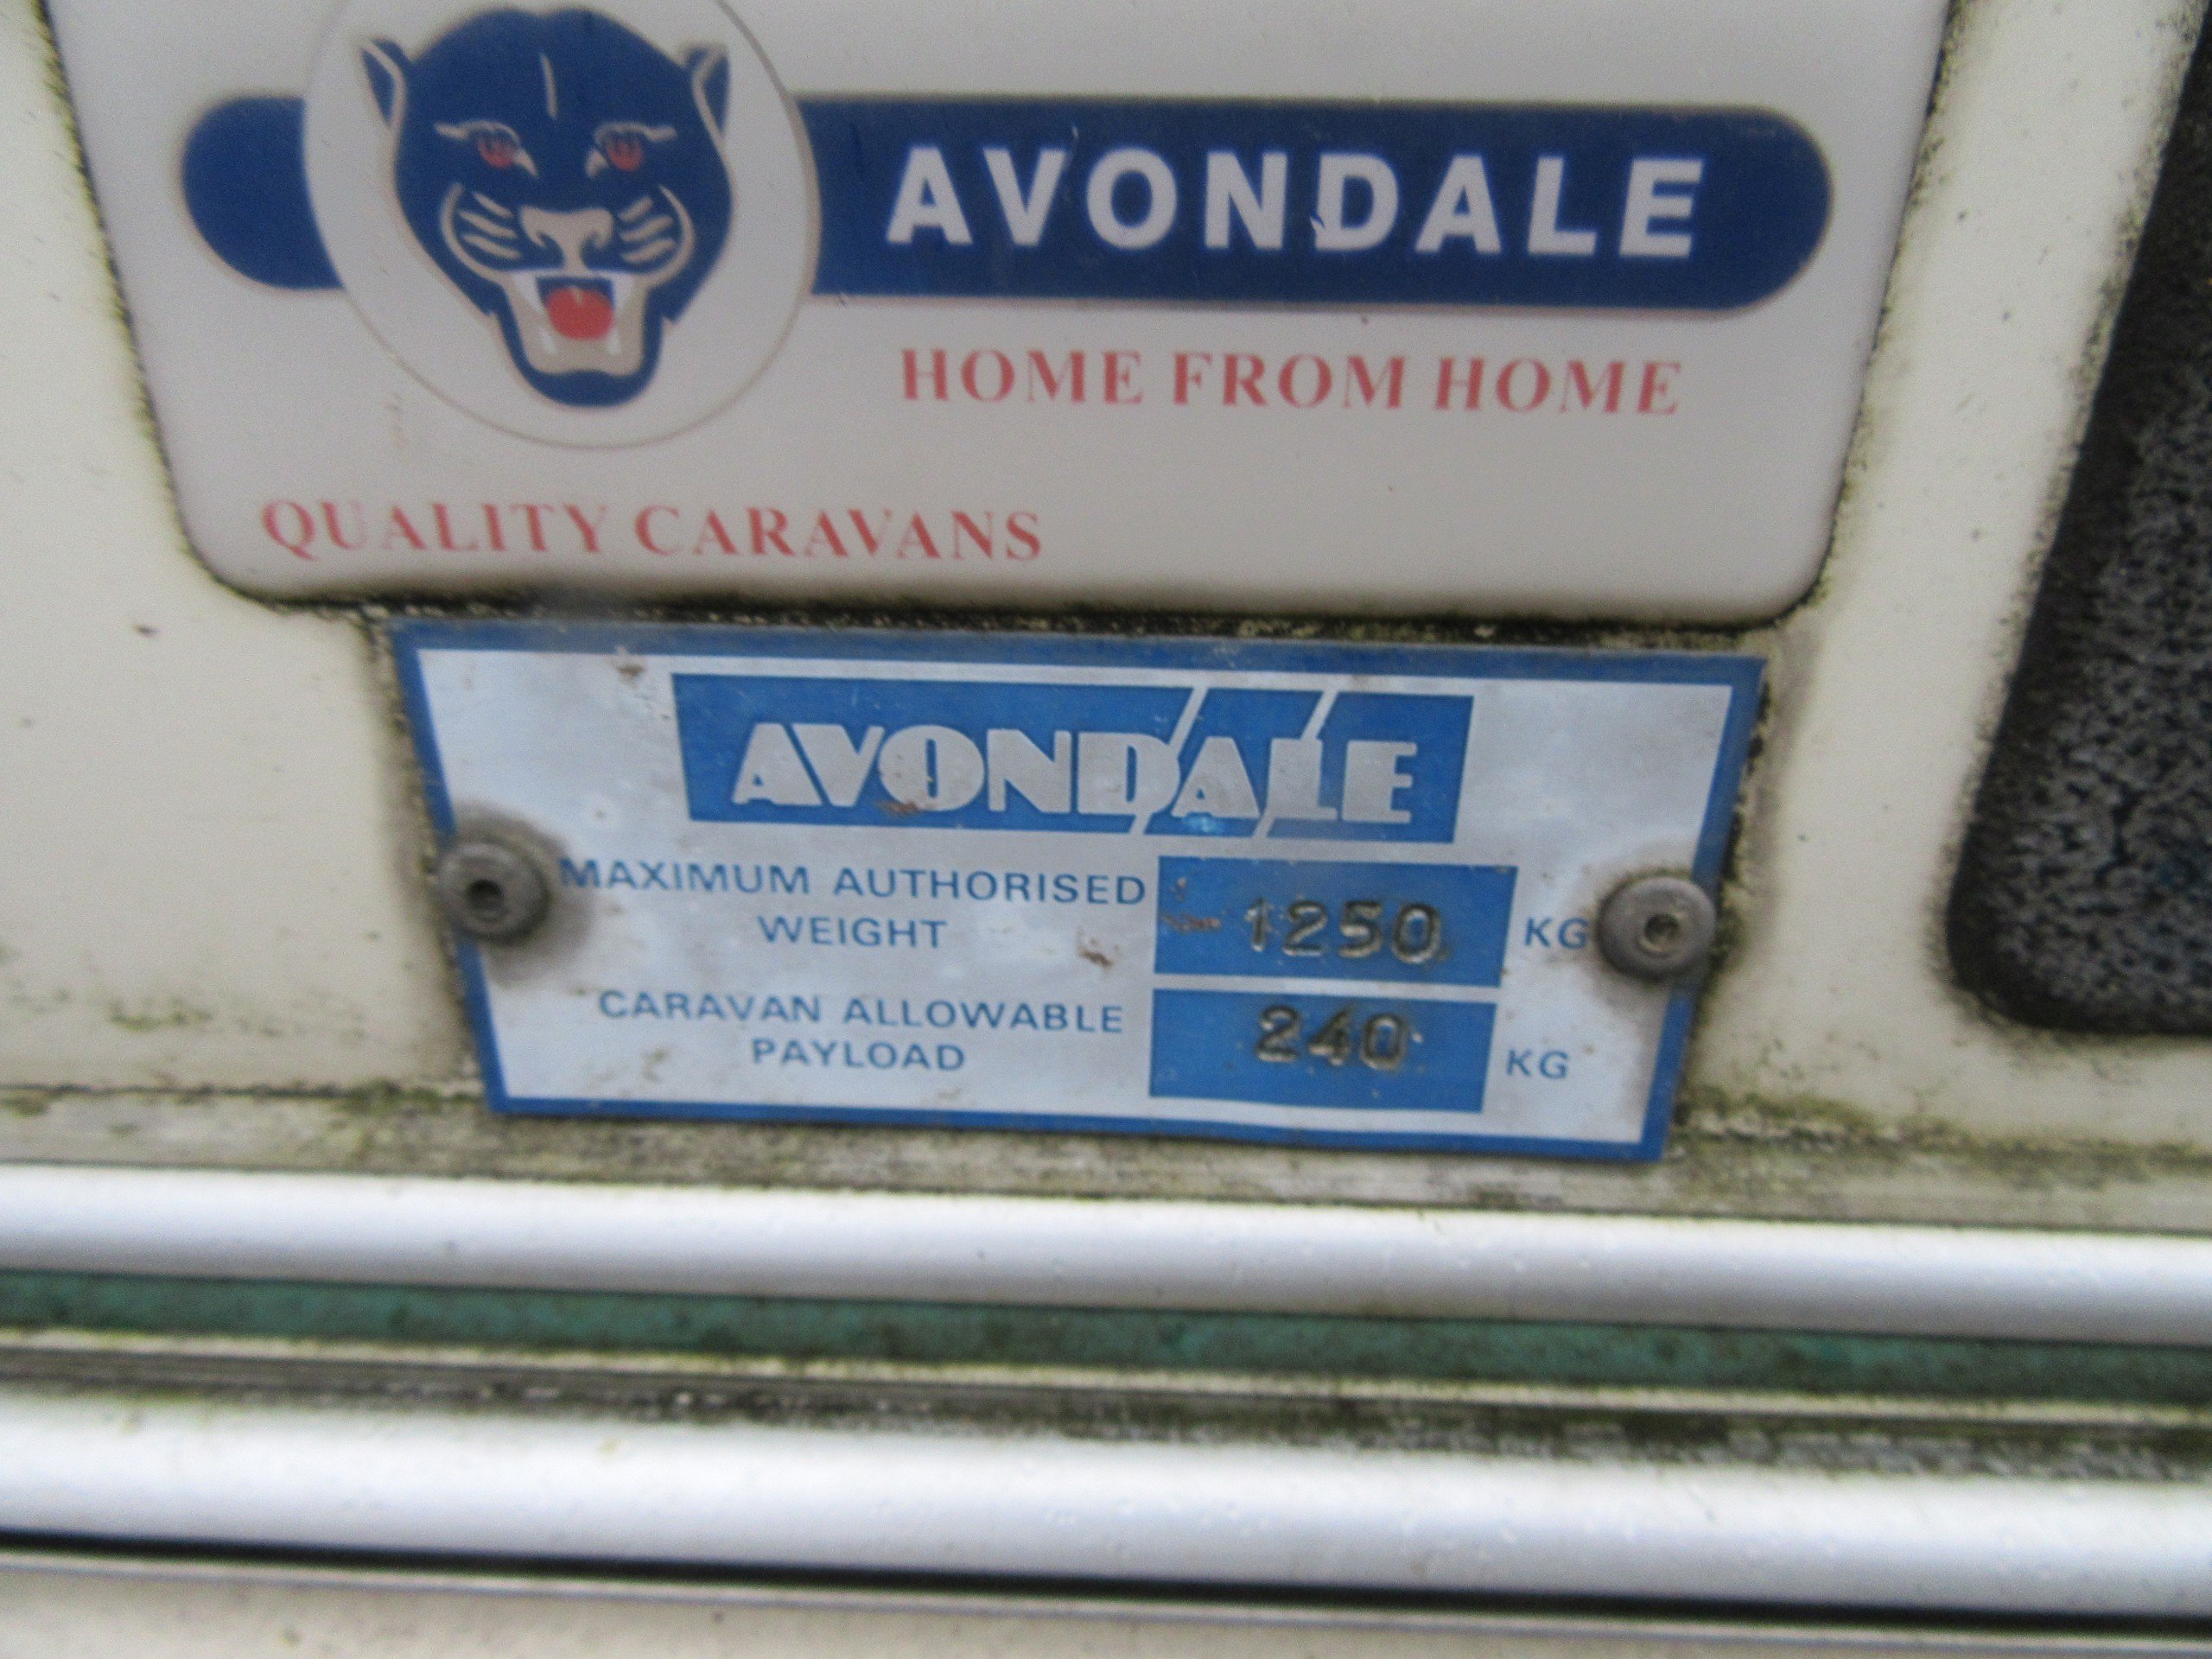 AVONDALE
HOME FROM HOME
QUALITY CARAVANS
AVONDALE
MAXIMUM AUTHORISED
WEIGHT
1250 KG
CARAVAN ALLOWABLE
PAYLOAD
240 KG